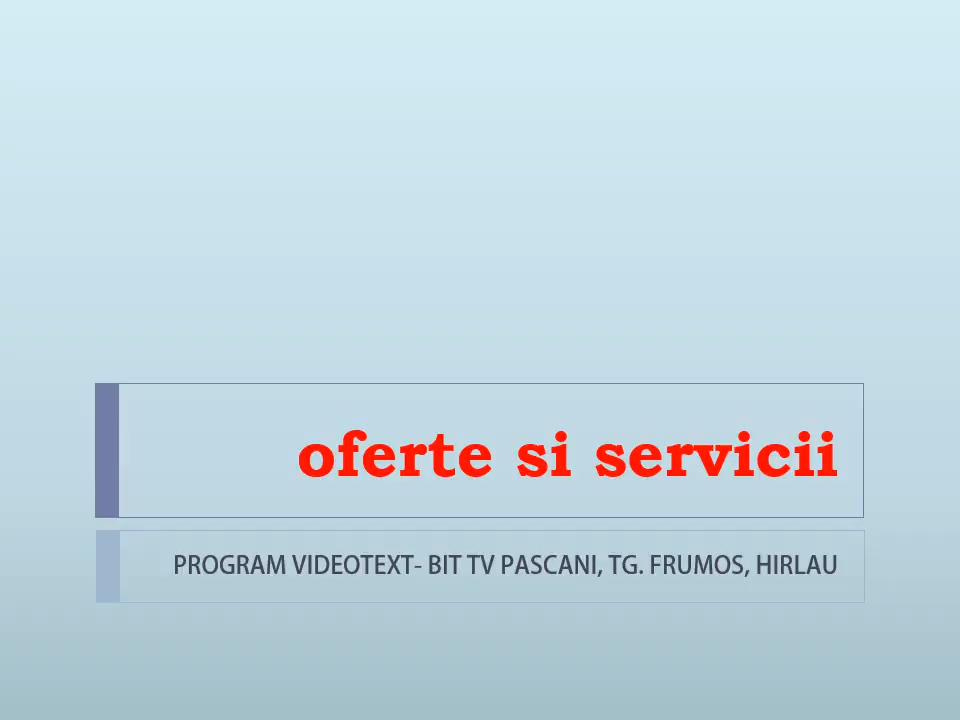 oferte si servicii
PROGRAM VIDEOTEXT- BIT TV PASCANI, TG. FRUMOS, HIRLAU